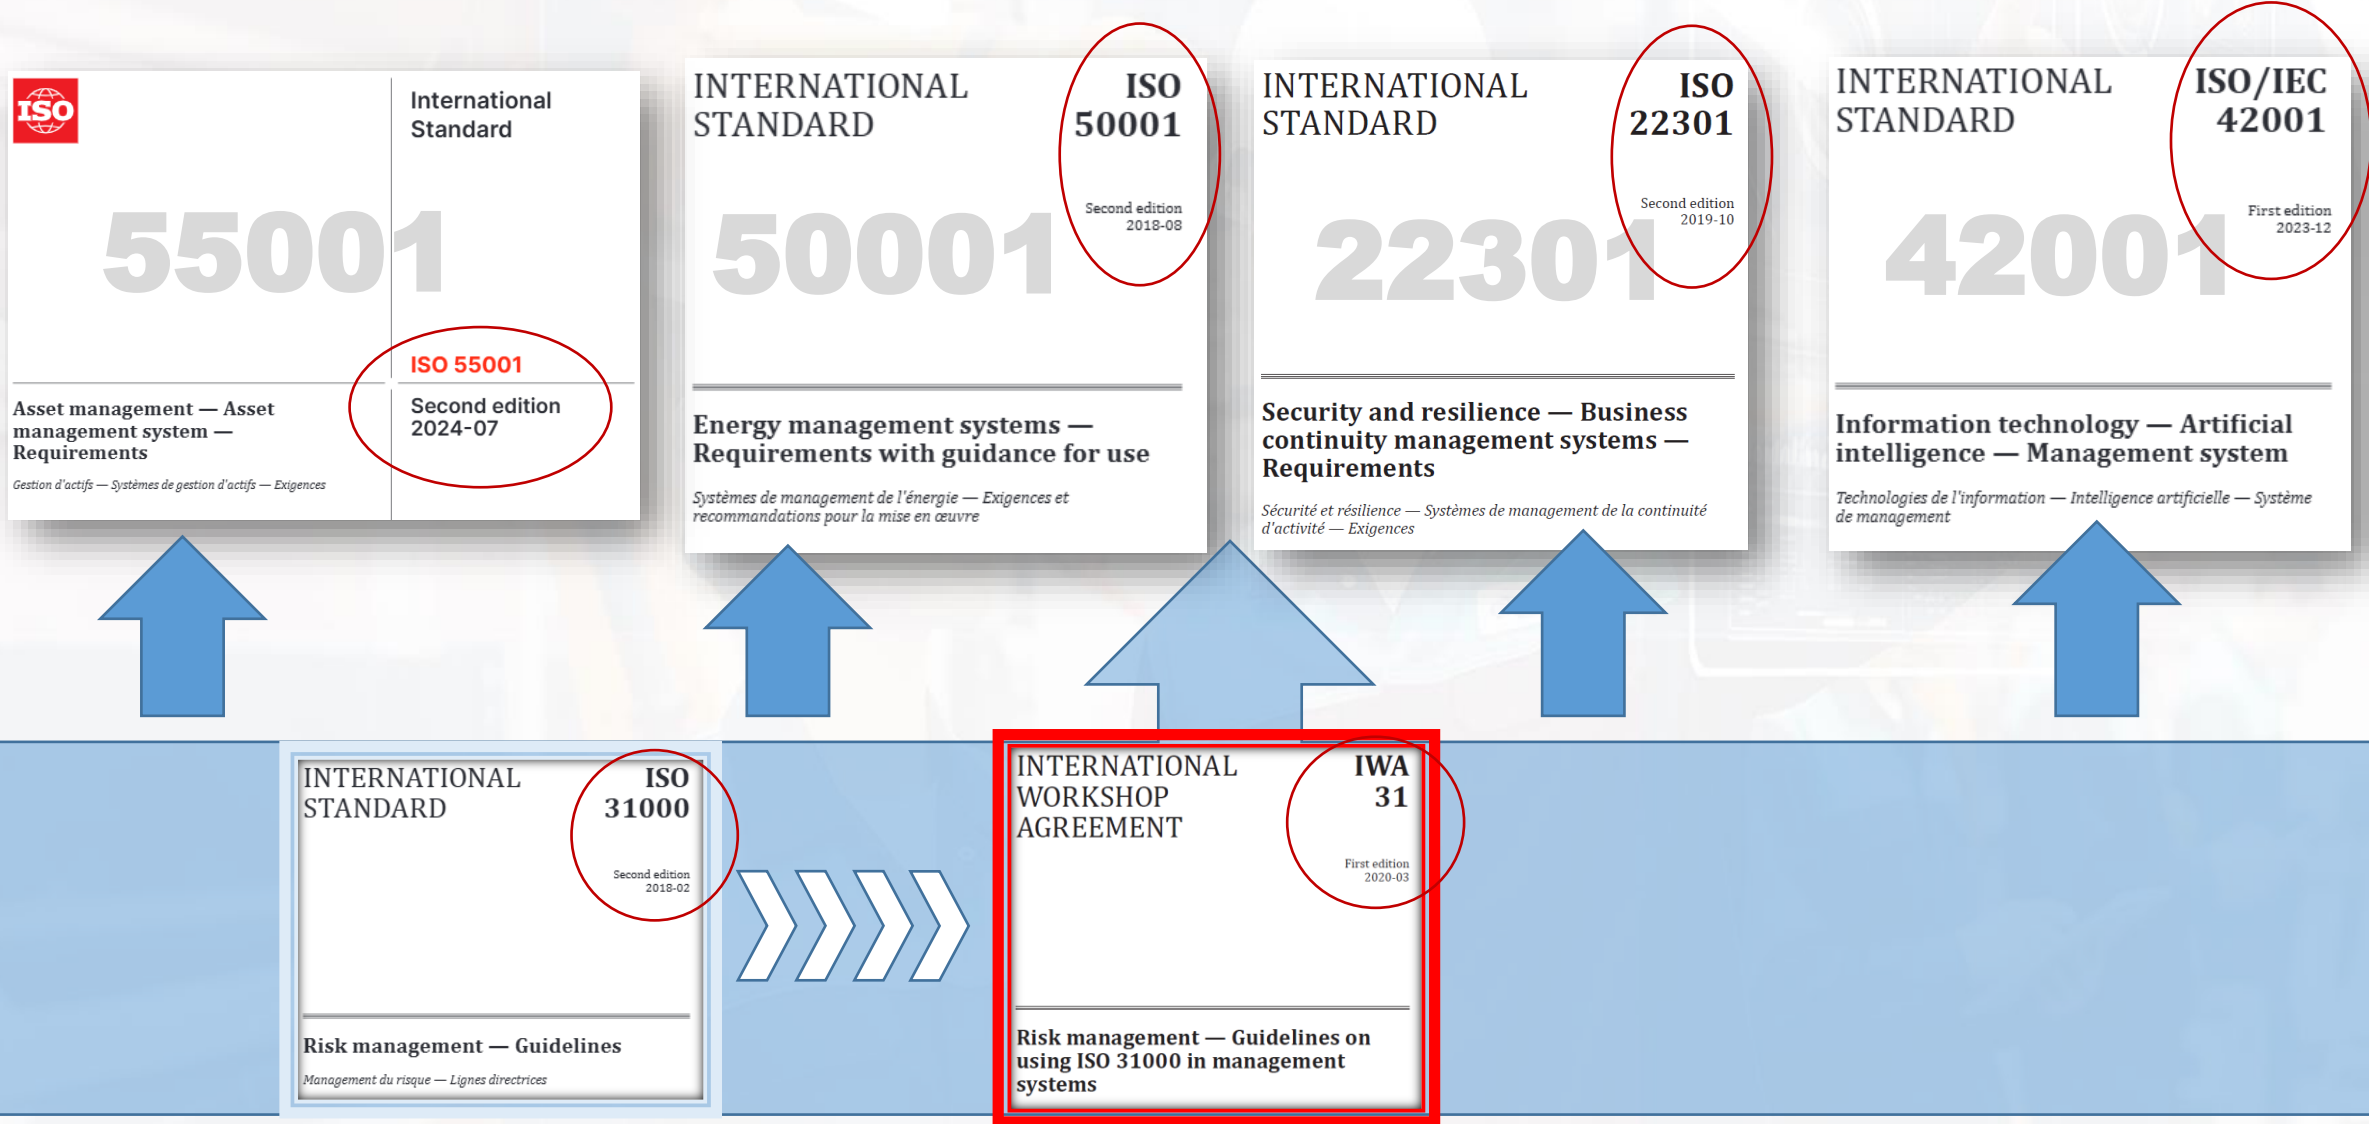 ISO
International
Standard
55001
ISO 55001
Asset management — Asset
management system —
Requirements
Gestion d'actifs — Systèmes de gestion d'actifs — Exigences
Second edition
2024-07
INTERNATIONAL
STANDARD
ISO
50001
Second edition
2018-08
50001
Energy management systems —
Requirements with guidance for use
Systèmes de management de l'énergie — Exigences et
recommandations pour la mise en œuvre
INTERNATIONAL
STANDARD
ISO
22301
Second edition
2019-10
22301
Security and resilience — Business
continuity management systems —
Requirements
Sécurité et résilience — Systèmes de management de la continuité
d'activité — Exigences
INTERNATIONAL
STANDARD
ISO/IEC
42001
First edition
2023-12
42001
Information technology — Artificial
intelligence — Management system
Technologies de l'information — Intelligence artificielle — Système
de management
INTERNATIONAL
STANDARD
ISO
31000
Second edition
2018-02
Risk management — Guidelines
Management du risque — Lignes directrices
INTERNATIONAL
WORKSHOP
AGREEMENT
IWA
31
First edition
2020-03
Risk management — Guidelines on
using ISO 31000 in management
systems